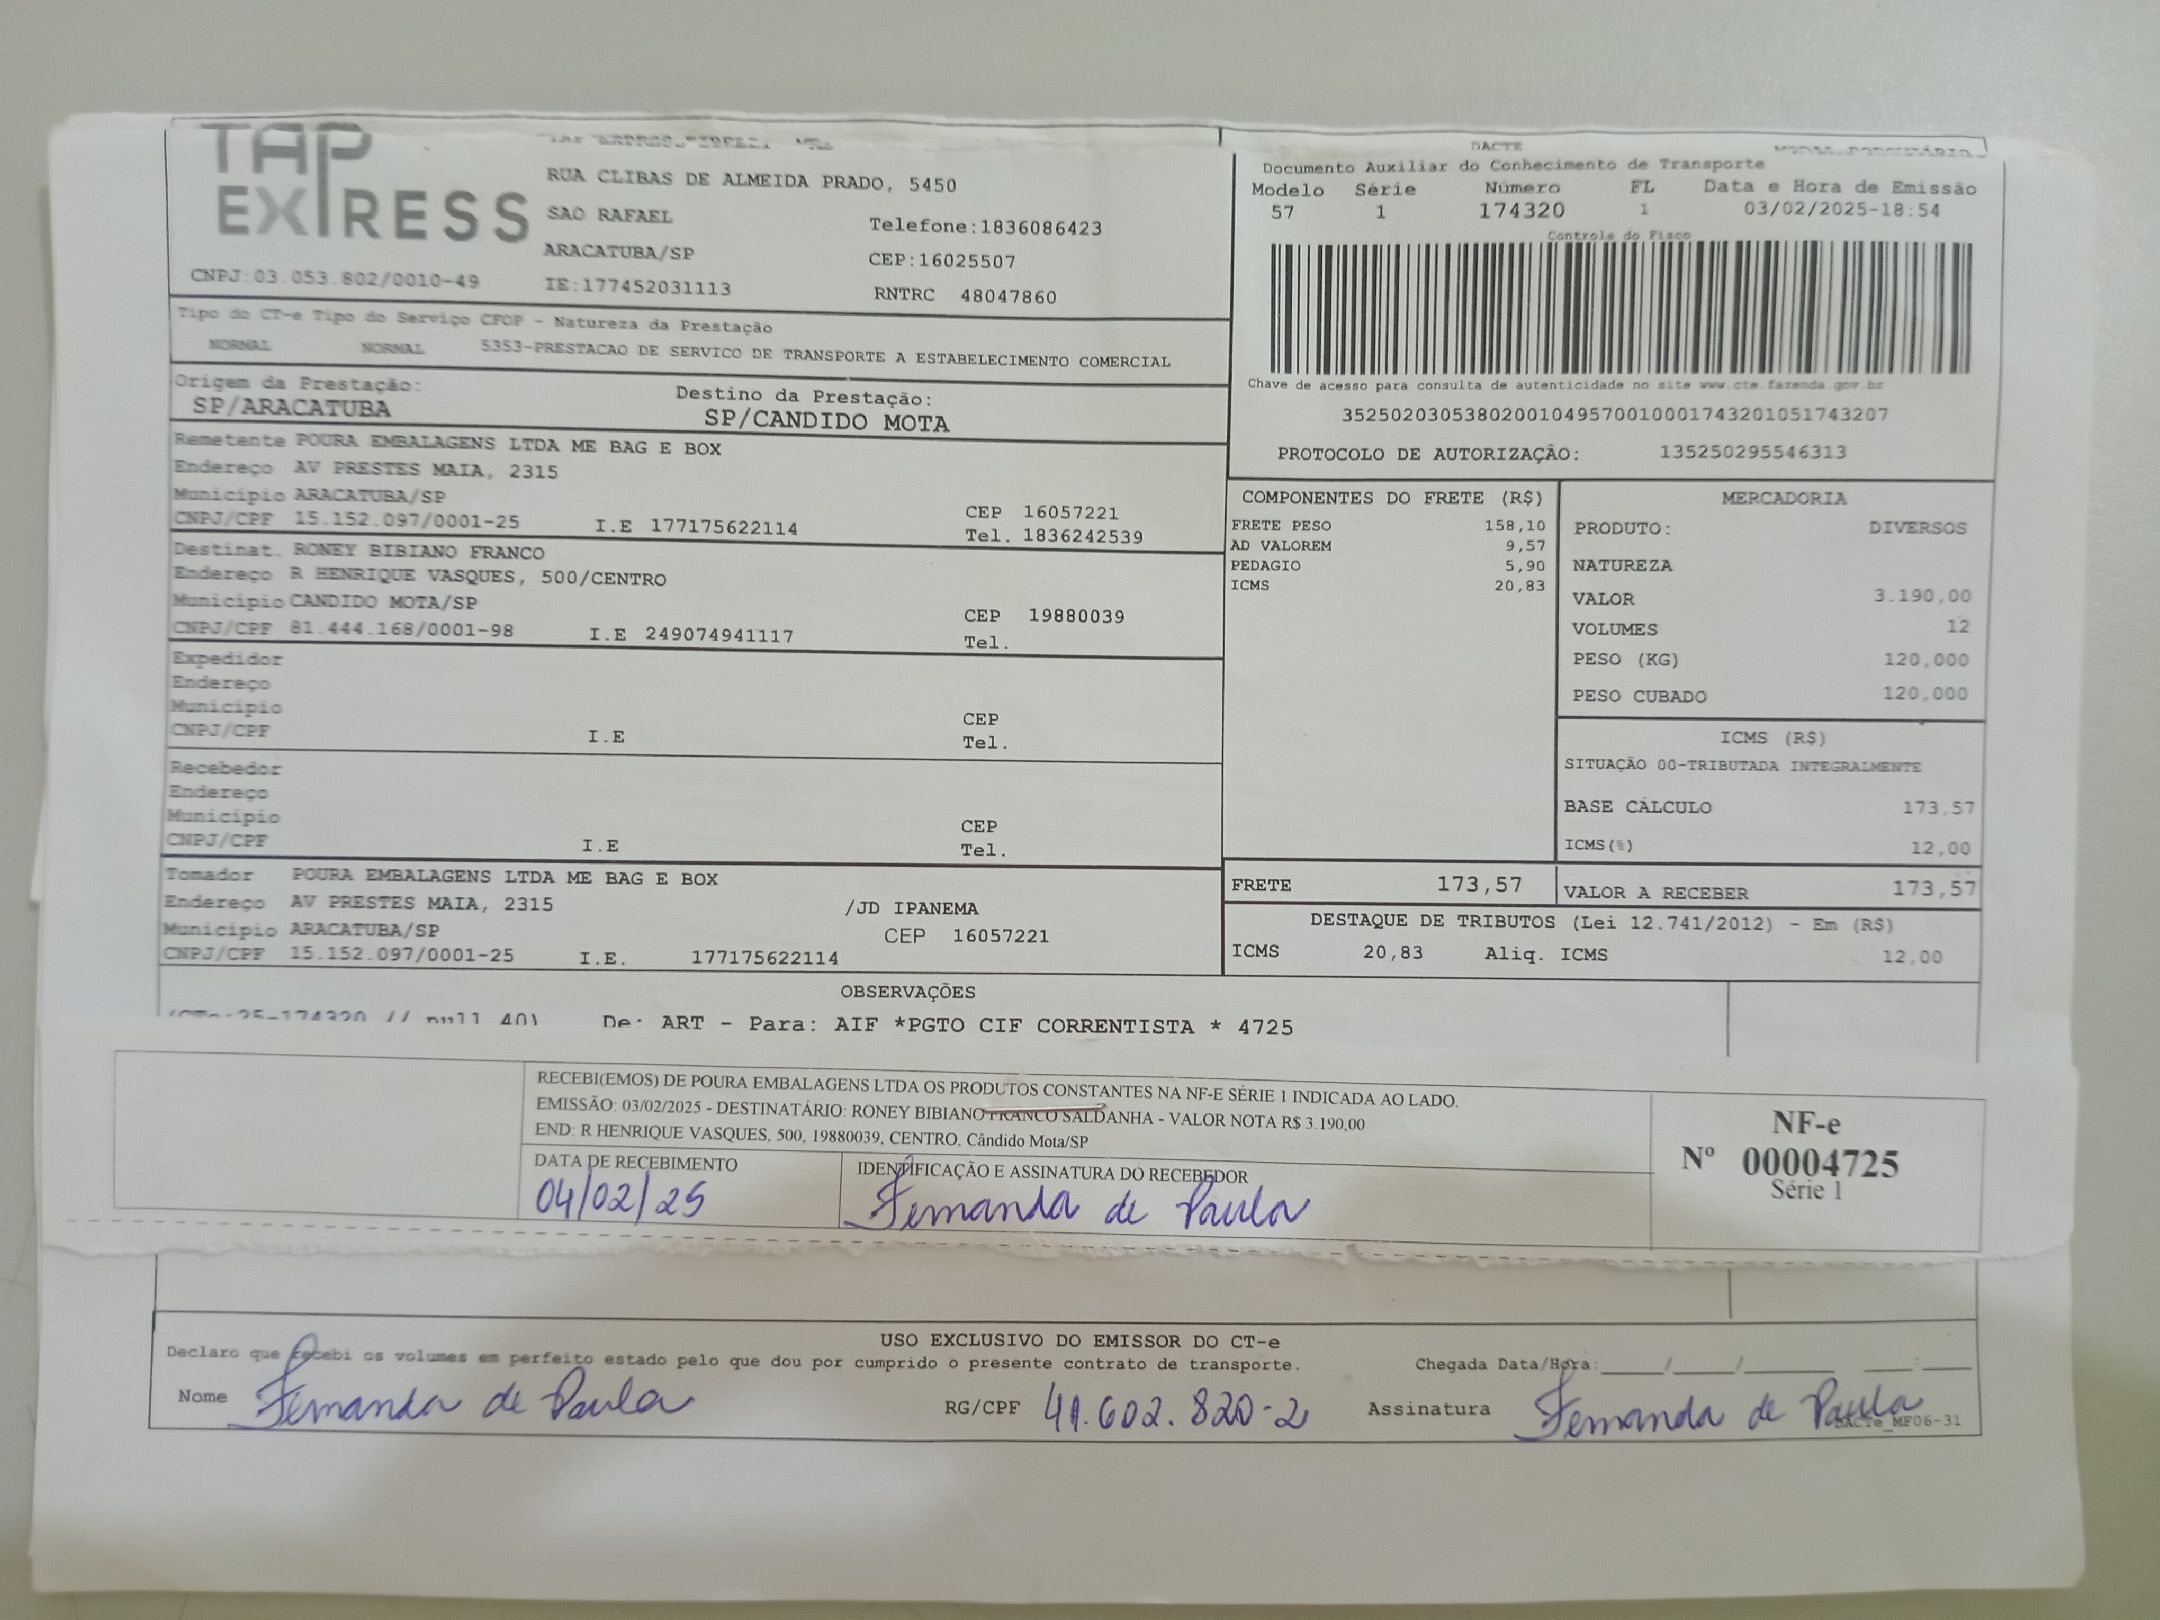 TAP
EXPRESS
RUA CLIBAS DE ALMEIDA PRADO, 5450
SAO RAFAEL
Telefone:1836086423
ARACATUBA/SP
CEP:16025507
CNPJ:03.053.802/0010-49
IE:177452031113
RNTRC 48047860
DACTE
Documento Auxiliar do Conhecimento de Transporte
Modelo Série Número FL Data e Hora de Emissão
57 1 174320 1 03/02/2025-18:54
Controle do Fisco
Chave de acesso para consulta de autenticidade no site www.cte.fazenda.gov.br
35250203053802001049570010001743201051743207
PROTOCOLO DE AUTORIZAÇÃO: 135250295546313
Tipo do CT-e Tipo do Serviço CFOP - Natureza da Prestação
NORMAL NORMAL 5353-PRESTACAO DE SERVICO DE TRANSPORTE A ESTABELECIMENTO COMERCIAL
Origem da Prestação: Destino da Prestação:
SP/ARACATUBA SP/CANDIDO MOTA
Remetente POURA EMBALAGENS LTDA ME BAG E BOX
Endereço AV PRESTES MAIA, 2315
Município ARACATUBA/SP CEP 16057221
CNPJ/CPF 15.152.097/0001-25 I.E 177175622114 Tel. 1836242539
Destinat. RONEY BIBIANO FRANCO
Endereço R HENRIQUE VASQUES, 500/CENTRO
Município CANDIDO MOTA/SP CEP 19880039
CNPJ/CPF 81.444.168/0001-98 I.E 249074941117 Tel.
Expedidor
Endereço
Município CEP
CNPJ/CPF I.E Tel.
Recebedor
Endereço
Município CEP
CNPJ/CPF I.E Tel.
Tomador POURA EMBALAGENS LTDA ME BAG E BOX
Endereço AV PRESTES MAIA, 2315 /JD IPANEMA
Município ARACATUBA/SP CEP 16057221
CNPJ/CPF 15.152.097/0001-25 I.E. 177175622114
COMPONENTES DO FRETE (R$)
FRETE PESO 158,10
AD VALOREM 9,57
PEDAGIO 5,90
ICMS 20,83
MERCADORIA
PRODUTO: DIVERSOS
NATUREZA
VALOR 3.190,00
VOLUMES 12
PESO (KG) 120,000
PESO CUBADO 120,000
ICMS (R$)
SITUAÇÃO 00-TRIBUTADA INTEGRALMENTE
BASE CÁLCULO 173,57
ICMS(%) 12,00
FRETE 173,57 VALOR A RECEBER 173,57
DESTAQUE DE TRIBUTOS (Lei 12.741/2012) - Em (R$)
ICMS 20,83 Aliq. ICMS 12,00
OBSERVAÇÕES
(CTe:25-174320 // null 40) De: ART - Para: AIF *PGTO CIF CORRENTISTA * 4725
RECEBI(EMOS) DE POURA EMBALAGENS LTDA OS PRODUTOS CONSTANTES NA NF-E SÉRIE 1 INDICADA AO LADO.
EMISSÃO: 03/02/2025 - DESTINATÁRIO: RONEY BIBIANO FRANCO SALDANHA - VALOR NOTA R$ 3.190,00
END: R HENRIQUE VASQUES, 500, 19880039, CENTRO, Cândido Mota/SP
DATA DE RECEBIMENTO IDENTIFICAÇÃO E ASSINATURA DO RECEBEDOR
04/02/25 Fernanda de Paula
NF-e
Nº 00004725
Série 1
USO EXCLUSIVO DO EMISSOR DO CT-e
Declaro que recebi os volumes em perfeito estado pelo que dou por cumprido o presente contrato de transporte. Chegada Data/Hora:____/____/______ ___:___
Nome Fernanda de Paula RG/CPF 41.602.820-2 Assinatura Fernanda de Paula
DACTe_MF06-31